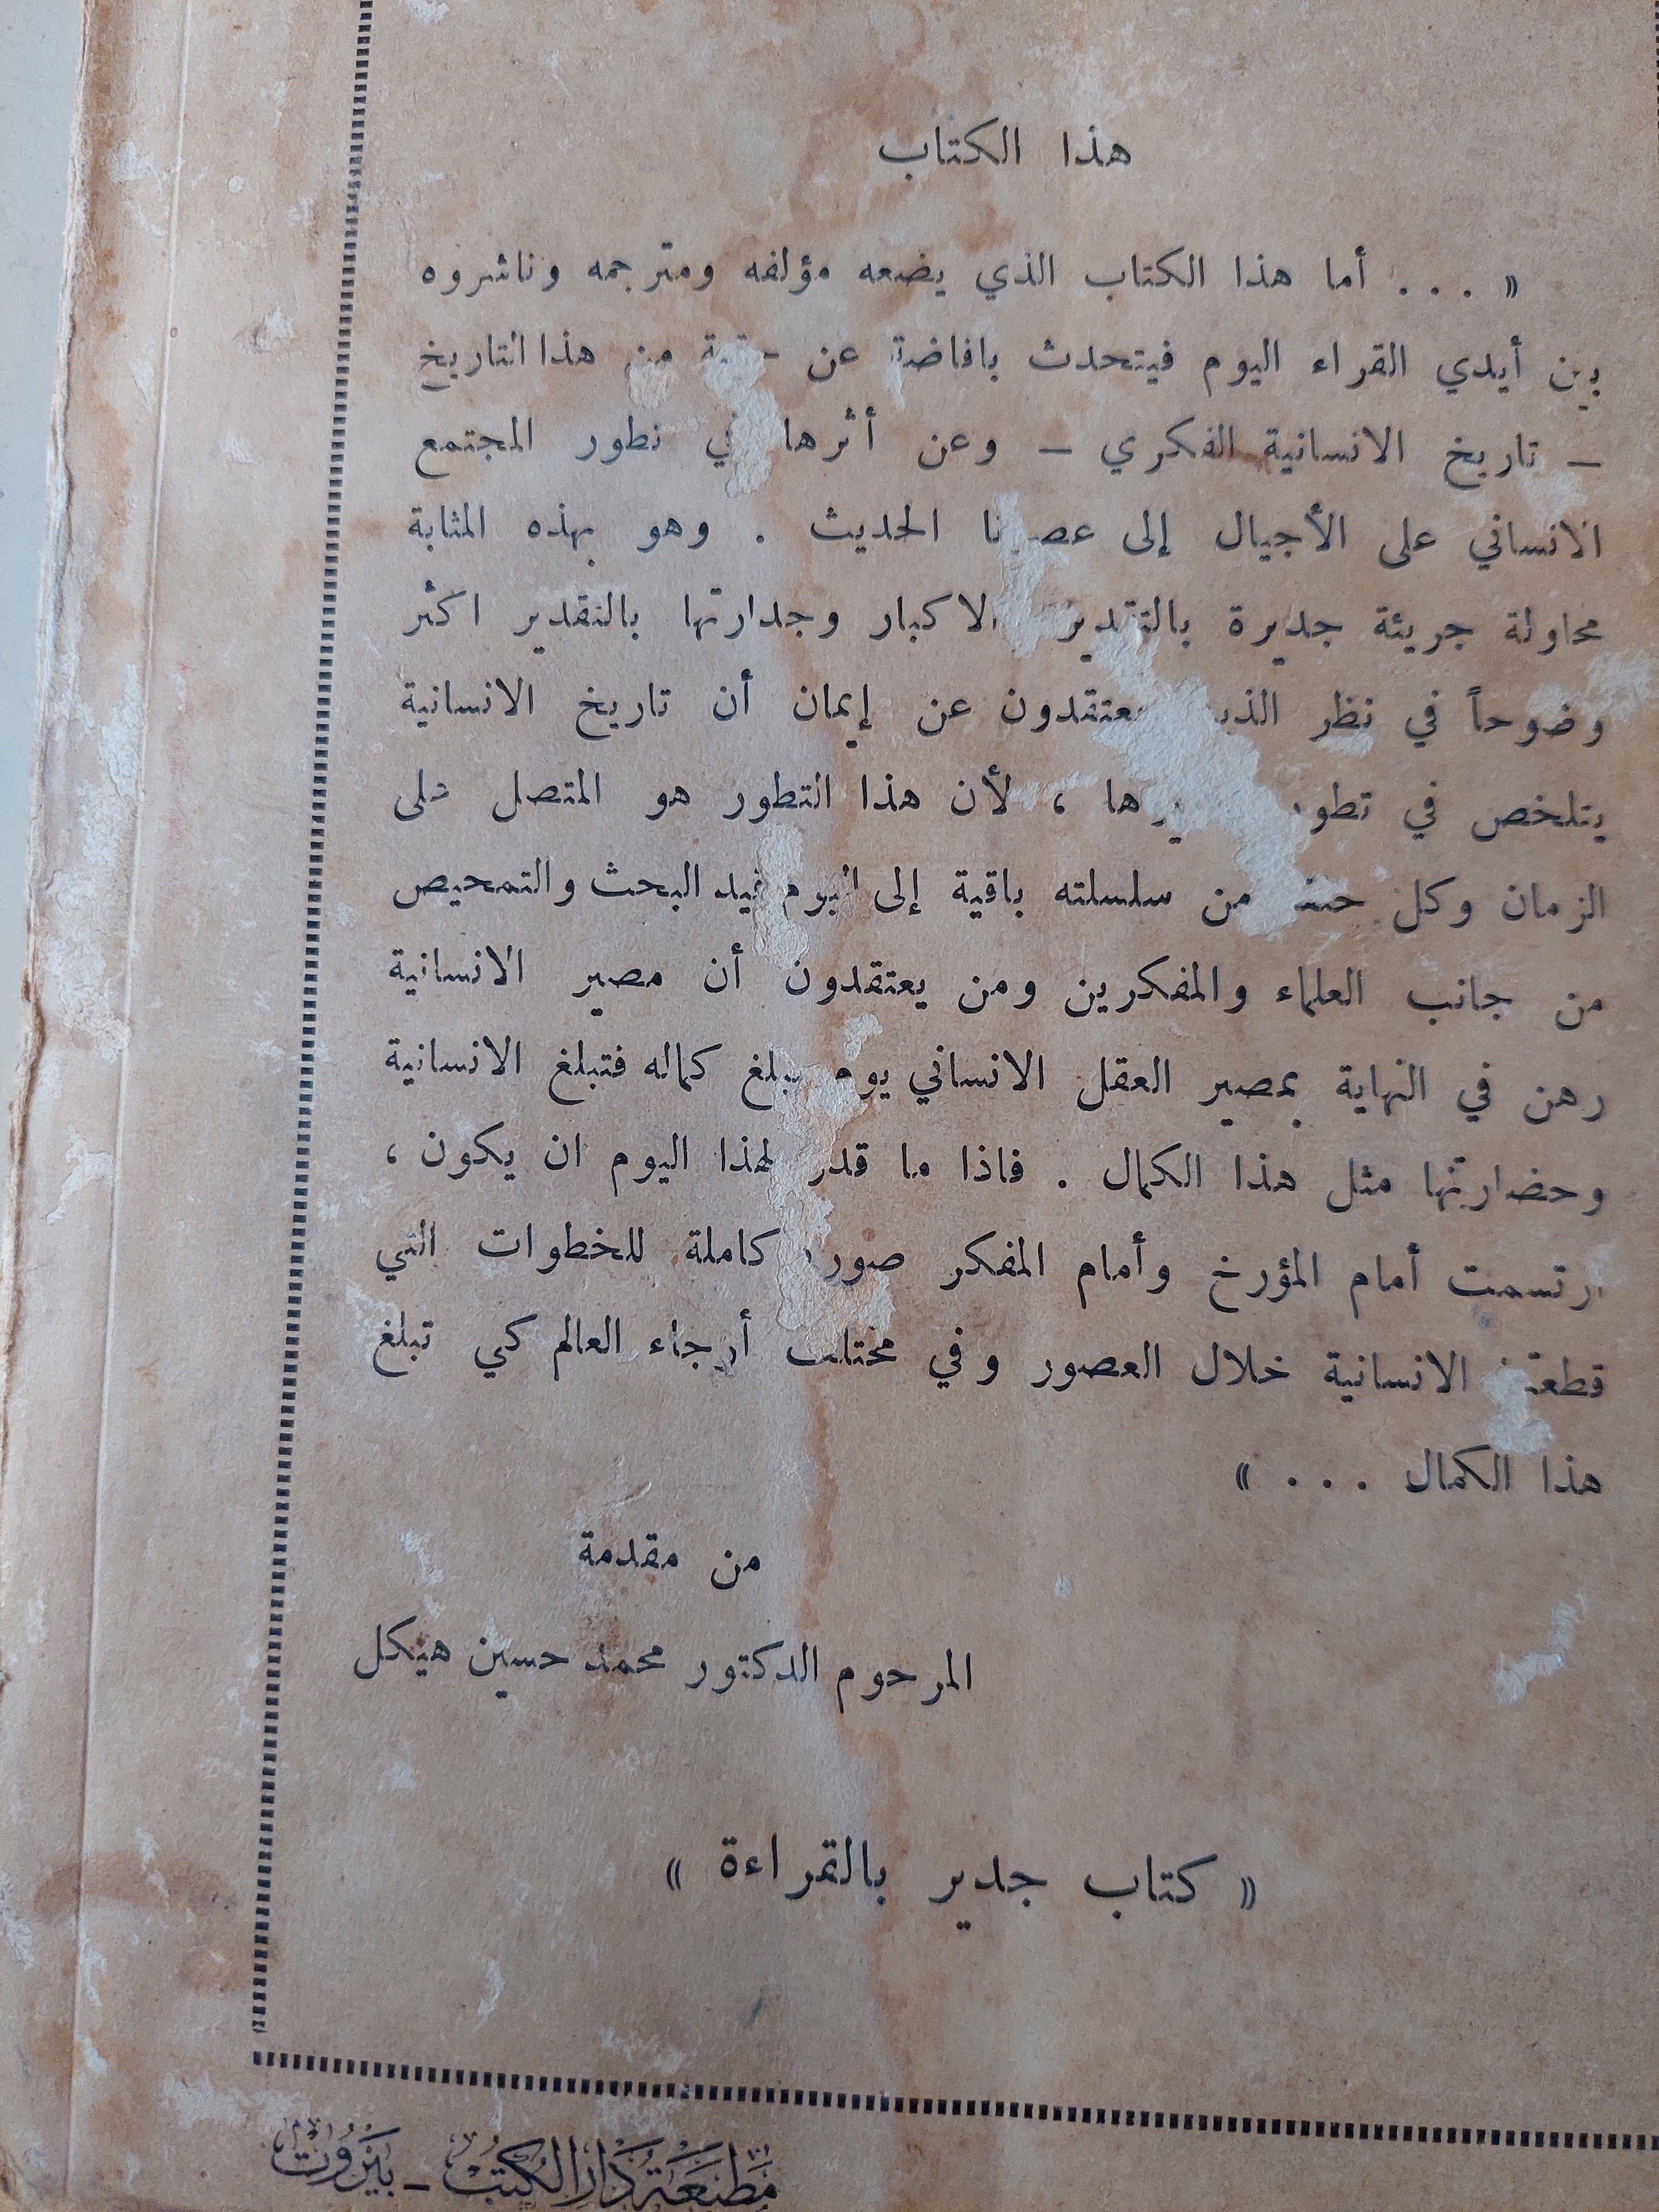 هذا الكتاب
« . . . أما هذا الكتاب الذي يضعه مؤلفه ومترجمه وناشروه
بين أيدي القراء اليوم فيتحدث بافاضة عن من هذا التاريخ
— تاريخ الانسانية الفكري — وعن أثرها في تطور المجتمع
الانساني على الأجيال إلى عصرنا الحديث . وهو بهذه المثابة
محاولة جريئة جديرة بالتقدير الاكبار وجدارتها بالتقدير اكثر
وضوحاً في نظر الذين يعتقدون عن إيمان أن تاريخ الانسانية
يتلخص في تطور ، لأن هذا التطور هو المتصل على
الزمان وكل من سلسلته باقية إلى اليوم قيد البحث والتمحيص
من جانب العلماء والمفكرين ومن يعتقدون أن مصير الانسانية
رهن في النهاية بمصير العقل الانساني يوم يبلغ كماله فتبلغ الانسانية
وحضارتها مثل هذا الكمال . فاذا ما قدر لهذا اليوم ان يكون ،
ارتسمت أمام المؤرخ وأمام المفكر صورة كاملة للخطوات التي
قطعتها الانسانية خلال العصور وفي مختلف أرجاء العالم كي تبلغ
هذا الكمال . . . »
من مقدمة
المرحوم الدكتور محمد حسين هيكل
« كتاب جدير بالقراءة »
مَطبَعَة دَار الكتب - بَيْرُوت